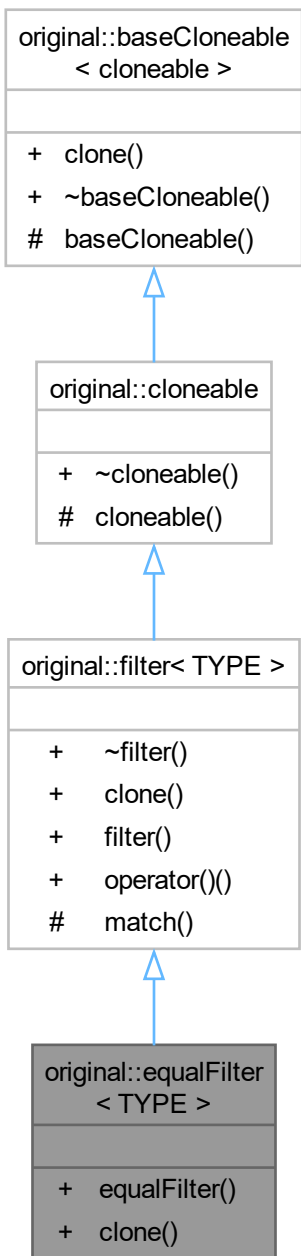 original::baseCloneable
< cloneable >
+ clone()
+ ~baseCloneable()
# baseCloneable()
original::cloneable
+ ~cloneable()
# cloneable()
original::filter< TYPE >
+ ~filter()
+ clone()
+ filter()
+ operator()()
# match()
original::equalFilter
< TYPE >
+ equalFilter()
+ clone()